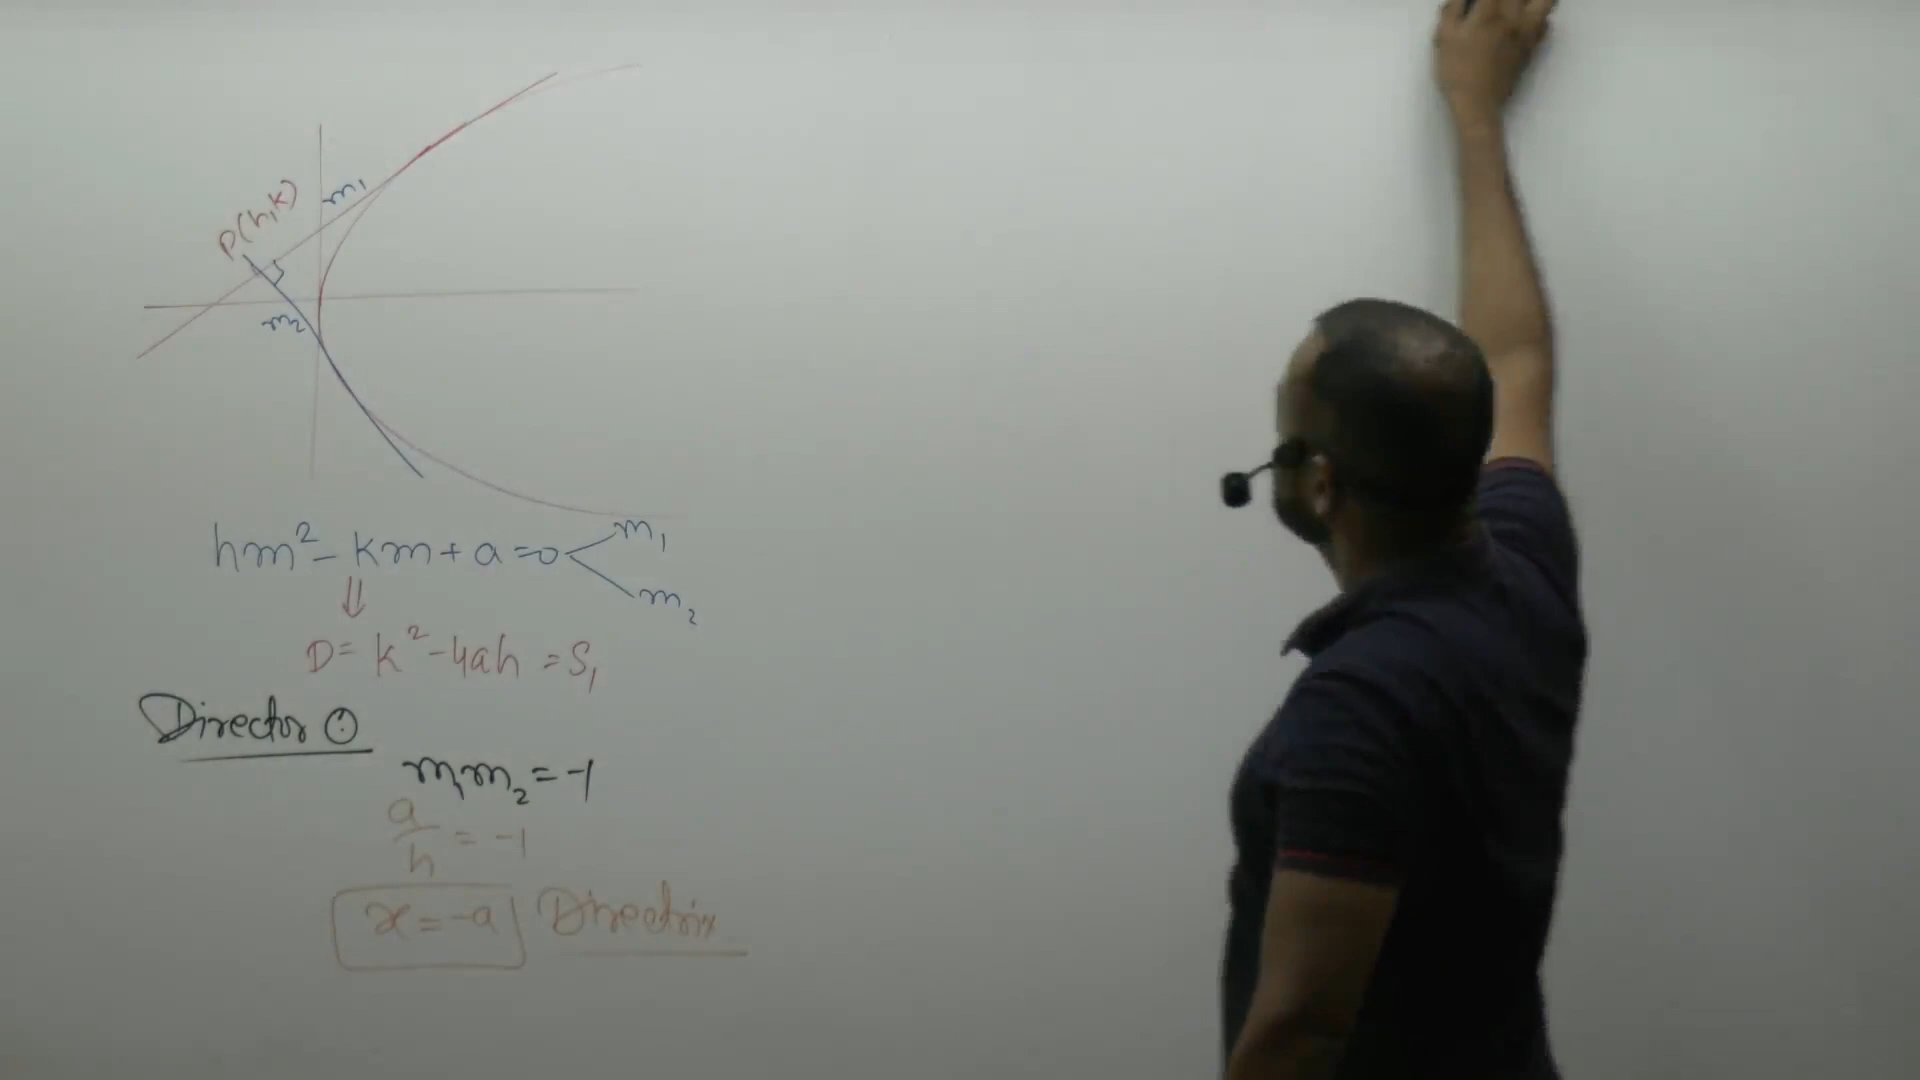 P(h,k)
m₁
m₂
hm² - km + a = 0 < m₁
m₂
⇓
D = k² - 4ah = S₁
Director ⊙
m₁m₂ = -1
a/h = -1
x = -a Directrix